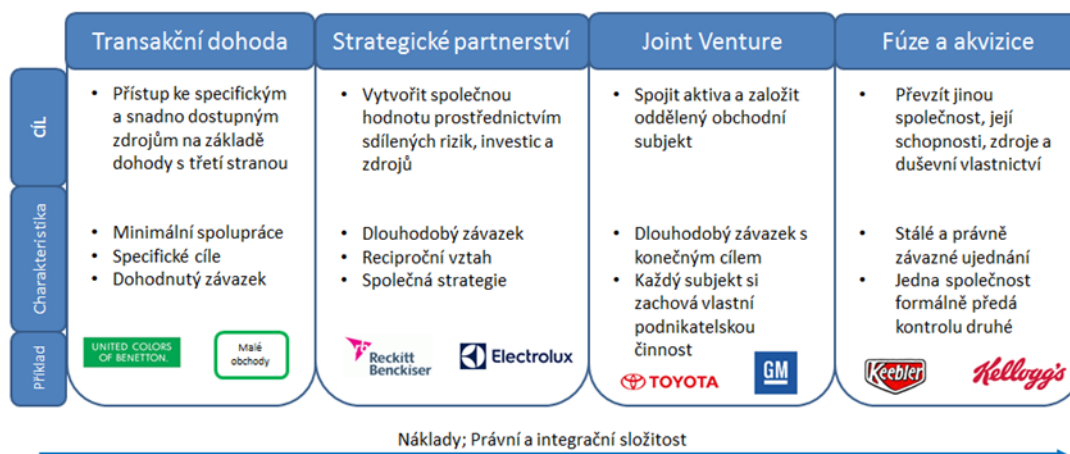 Transakční dohoda
Strategické partnerství
Joint Venture
Fúze a akvizice
CÍL
• Přístup ke specifickým
a snadno dostupným
zdrojům na základě
dohody s třetí stranou
• Vytvořit společnou
hodnotu prostřednictvím
sdílených rizik, investic a
zdrojů
• Spojit aktiva a založit
oddělený obchodní
subjekt
• Převzít jinou
společnost, její
schopnosti, zdroje a
duševní vlastnictví
Charakteristika
• Minimální spolupráce
• Specifické cíle
• Dohodnutý závazek
• Dlouhodobý závazek
• Reciproční vztah
• Společná strategie
• Dlouhodobý závazek s
konečným cílem
• Každý subjekt si
zachová vlastní
podnikatelskou
činnost
• Stálé a právně
závazné ujednání
• Jedna společnost
formálně předá
kontrolu druhé
Příklad
UNITED COLORS
OF BENETTON.
Malé
obchody
Reckitt
Benckiser
Electrolux
TOYOTA
GM
Keebler
Kellogg's
Náklady; Právní a integrační složitost